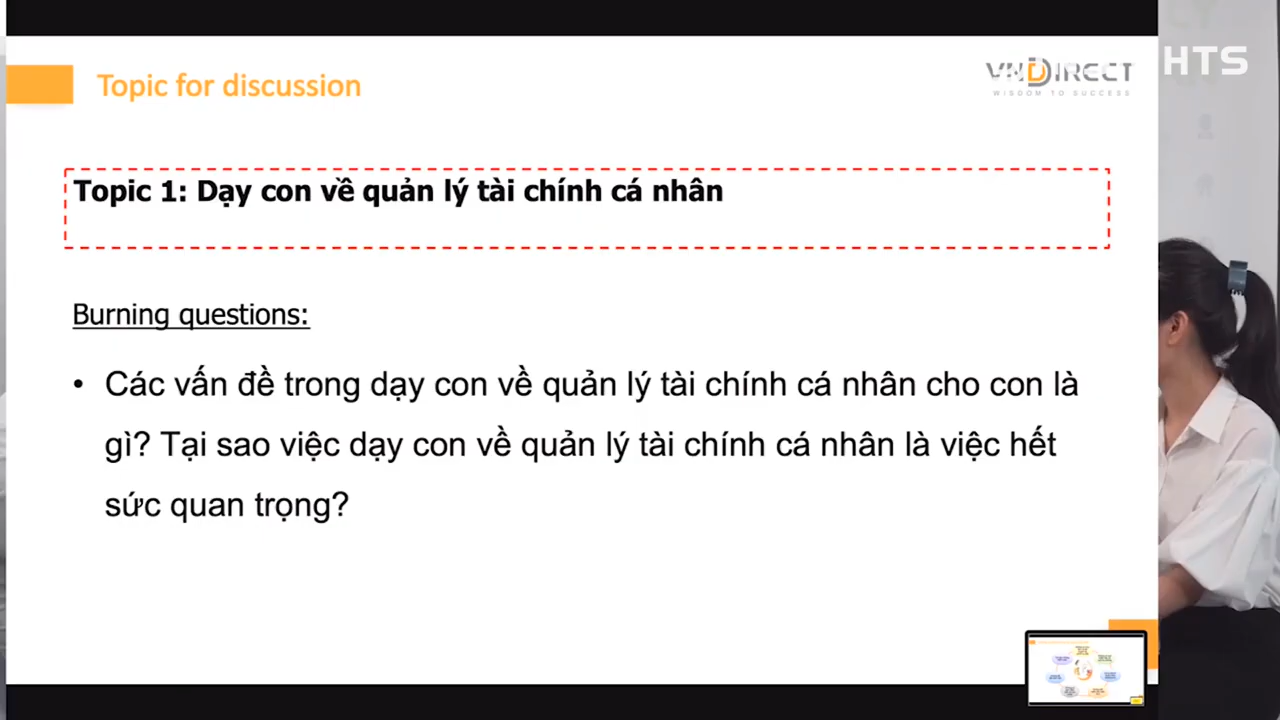 Topic for discussion
VNDIRECT
WISDOM TO SUCCESS
HTS
Topic 1: Dạy con về quản lý tài chính cá nhân
Burning questions:
• Các vấn đề trong dạy con về quản lý tài chính cá nhân cho con là
gì? Tại sao việc dạy con về quản lý tài chính cá nhân là việc hết
sức quan trọng?